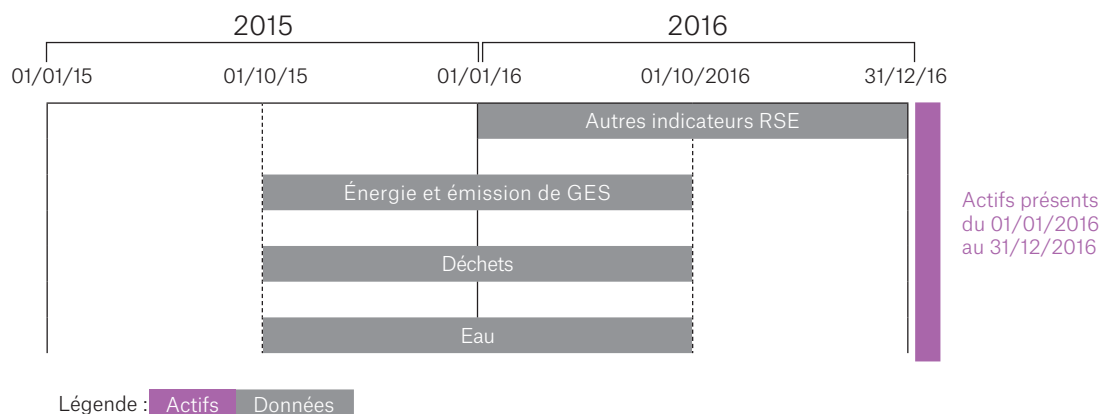 2015 2016
01/01/15 01/10/15 01/01/16 01/10/2016 31/12/16
Autres indicateurs RSE
Énergie et émission de GES
Déchets
Eau
Actifs présents
du 01/01/2016
au 31/12/2016
Légende : Actifs Données